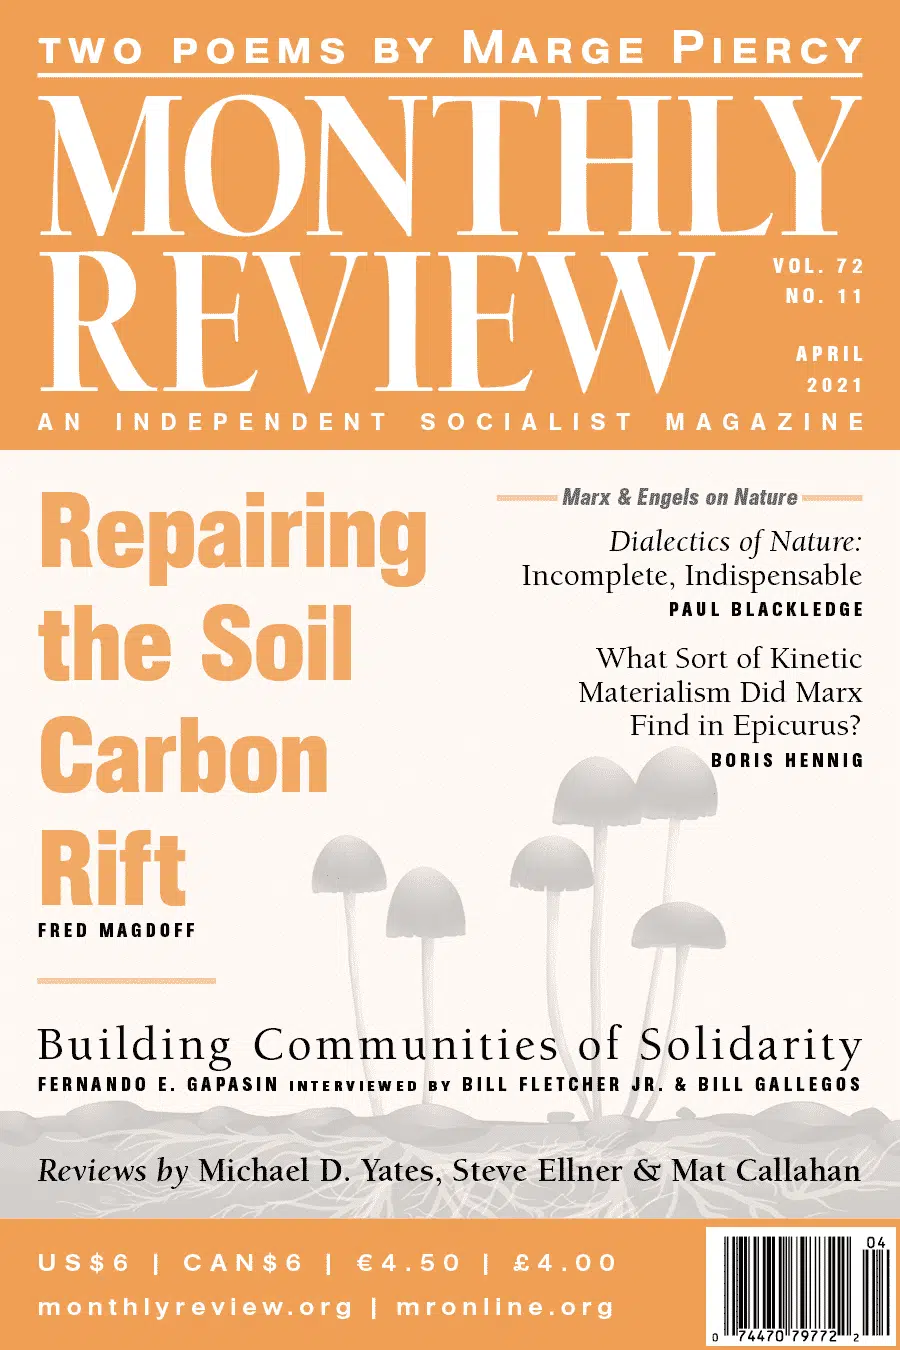 TWO POEMS BY MARGE PIERCY
MONTHLY
REVIEW
VOL. 72
NO. 11
APRIL
2021
AN INDEPENDENT SOCIALIST MAGAZINE
Repairing
the Soil
Carbon
Rift
FRED MAGDOFF
Marx & Engels on Nature
Dialectics of Nature:
Incomplete, Indispensable
PAUL BLACKLEDGE
What Sort of Kinetic
Materialism Did Marx
Find in Epicurus?
BORIS HENNIG
Building Communities of Solidarity
FERNANDO E. GAPASIN INTERVIEWED BY BILL FLETCHER JR. & BILL GALLEGOS
Reviews by Michael D. Yates, Steve Ellner & Mat Callahan
US$6 | CAN$6 | €4.50 | £4.00
monthlyreview.org | mronline.org
04
0 74470 79772 2